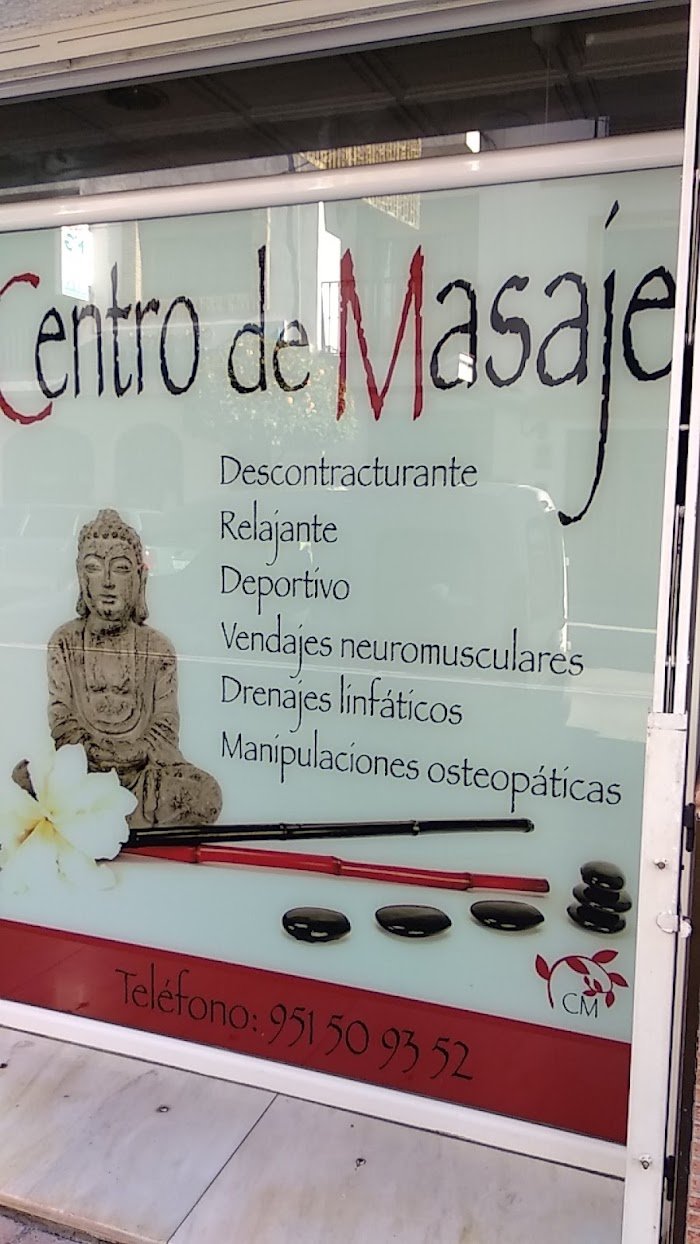 Centro de Masaje
Descontracturante
Relajante
Deportivo
Vendajes neuromusculares
Drenajes linfáticos
Manipulaciones osteopáticas
CM
Teléfono: 951 50 93 52